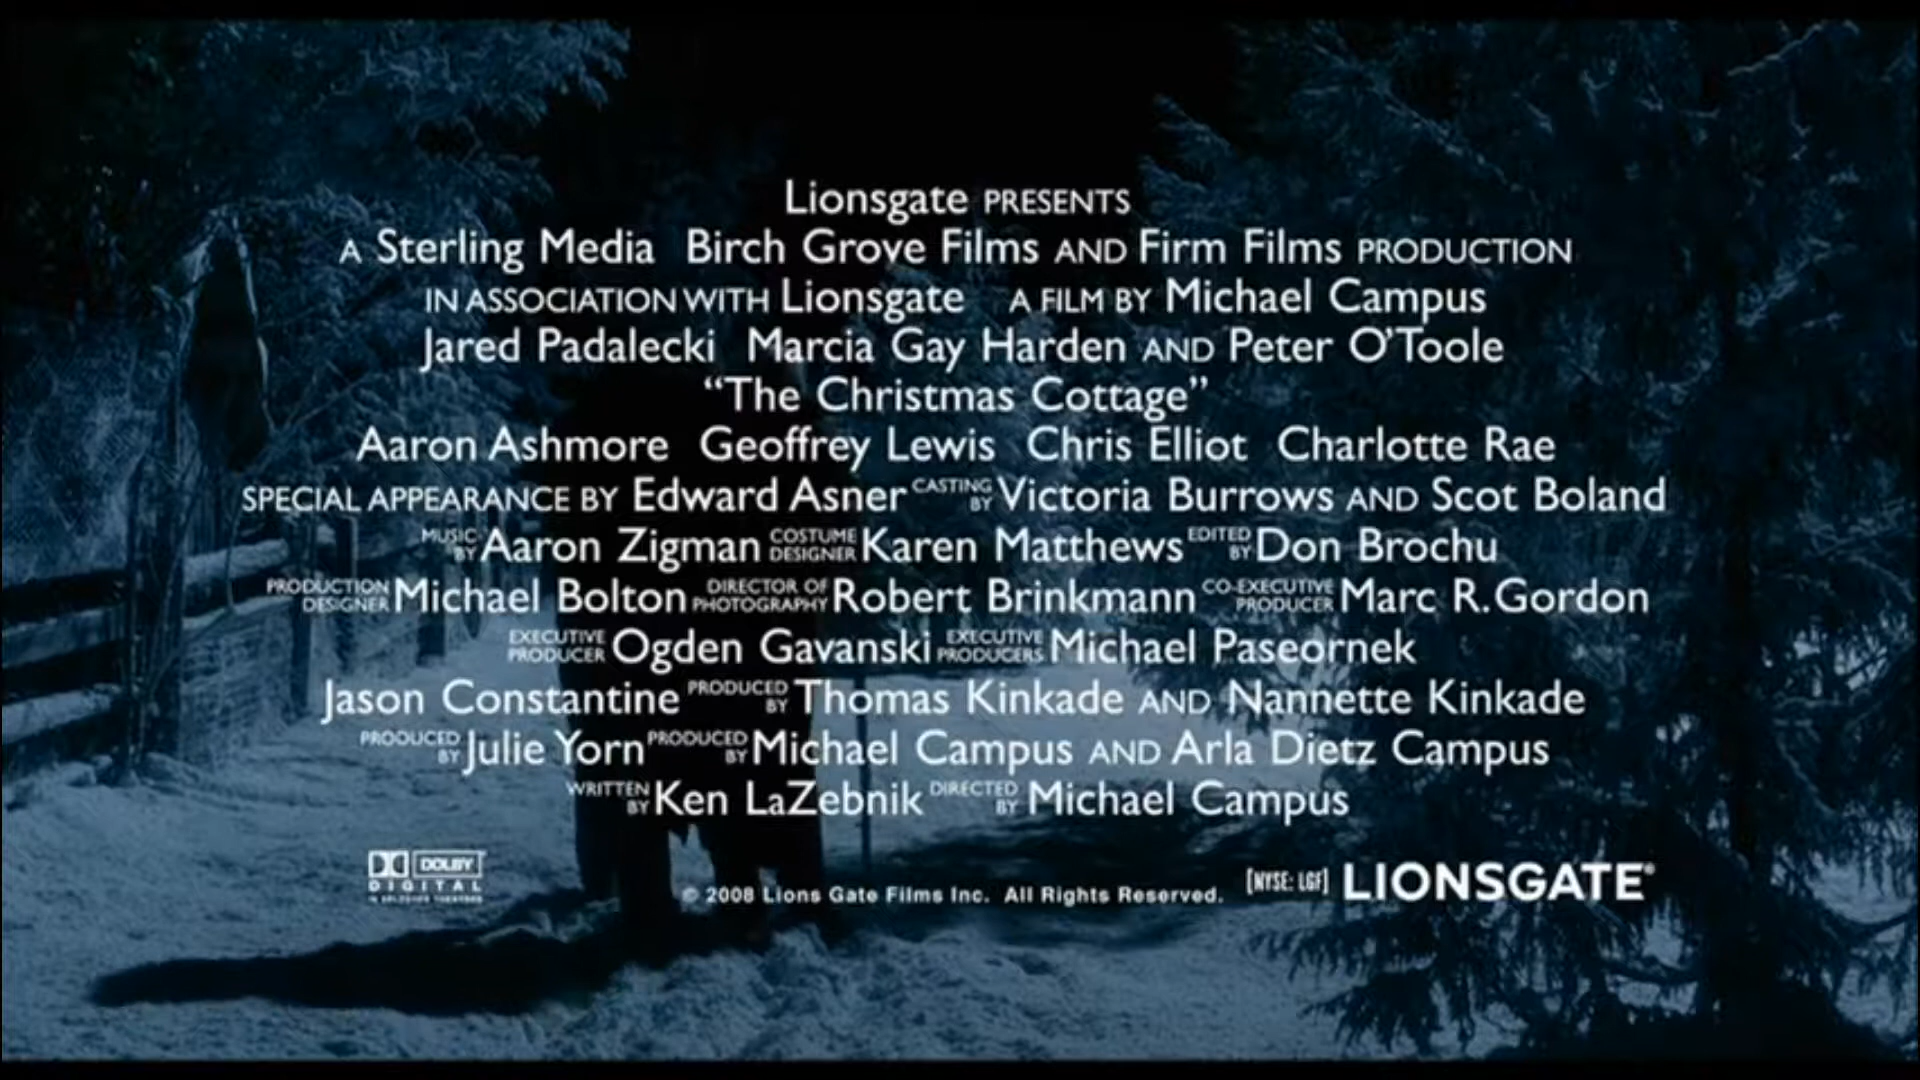 Lionsgate PRESENTS
A Sterling Media Birch Grove Films AND Firm Films PRODUCTION
IN ASSOCIATION WITH Lionsgate A FILM BY Michael Campus
Jared Padalecki Marcia Gay Harden AND Peter O'Toole
“The Christmas Cottage”
Aaron Ashmore Geoffrey Lewis Chris Elliot Charlotte Rae
SPECIAL APPEARANCE BY Edward Asner CASTING BY Victoria Burrows AND Scot Boland
MUSIC BY Aaron Zigman COSTUME DESIGNER Karen Matthews EDITED BY Don Brochu
PRODUCTION DESIGNER Michael Bolton DIRECTOR OF PHOTOGRAPHY Robert Brinkmann CO-EXECUTIVE PRODUCER Marc R. Gordon
EXECUTIVE PRODUCER Ogden Gavanski EXECUTIVE PRODUCERS Michael Paseornek
Jason Constantine PRODUCED BY Thomas Kinkade AND Nannette Kinkade
PRODUCED BY Julie Yorn PRODUCED BY Michael Campus AND Arla Dietz Campus
WRITTEN BY Ken LaZebnik DIRECTED BY Michael Campus
DOLBY
DIGITAL
© 2008 Lions Gate Films Inc. All Rights Reserved.
[NYSE: LGF] LIONSGATE®